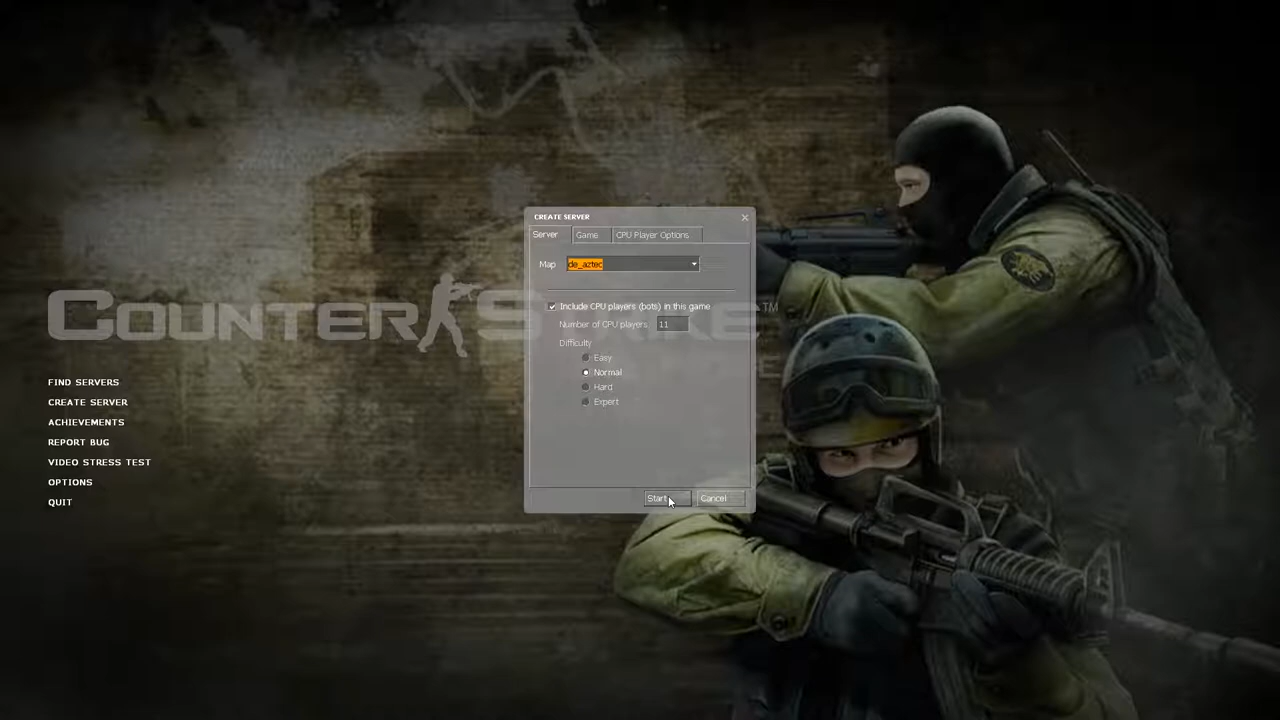 CREATE SERVER
Server Game CPU Player Options
Map de_aztec
COUNTER STRIKE™
Include CPU players (bots) in this game
Number of CPU players 11
Difficulty
Easy
Normal
Hard
Expert
Start Cancel
FIND SERVERS
CREATE SERVER
ACHIEVEMENTS
REPORT BUG
VIDEO STRESS TEST
OPTIONS
QUIT